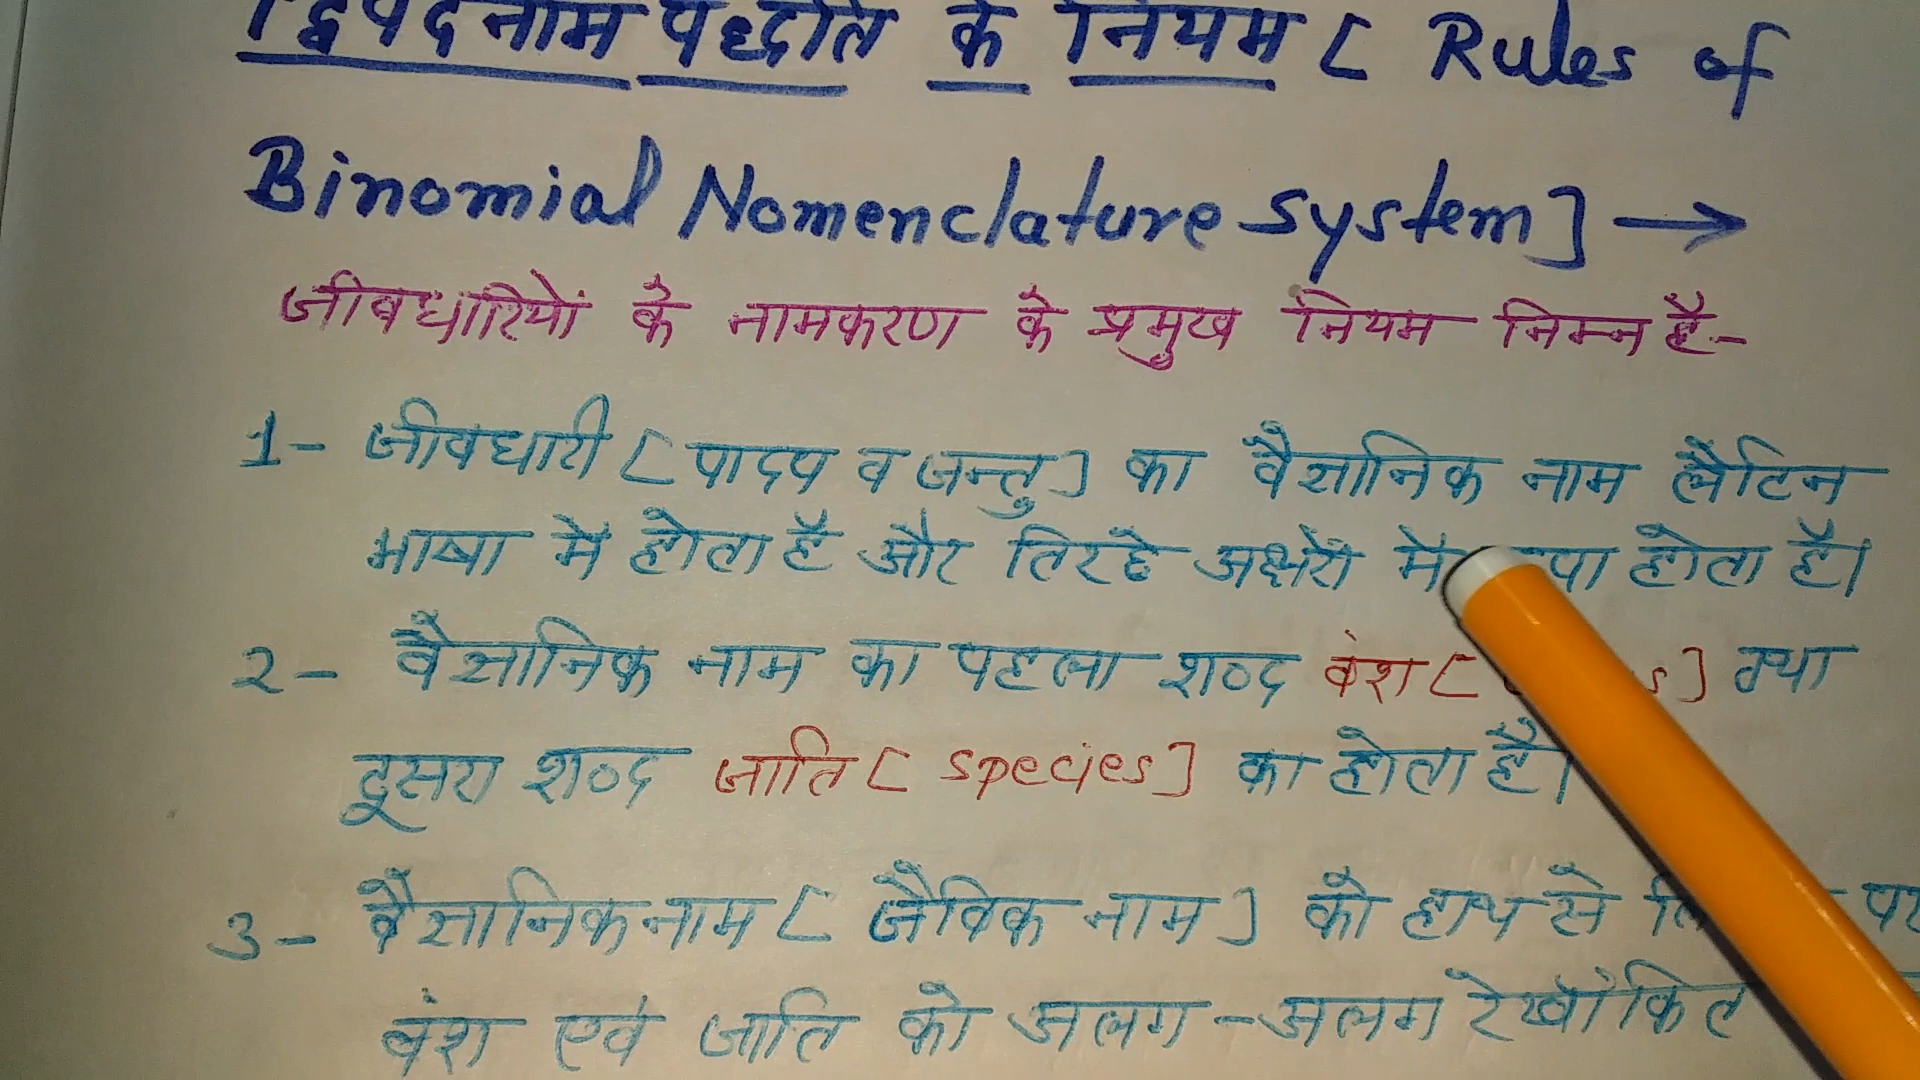 द्विपदनाम पद्धति के नियम [ Rules of
Binomial Nomenclature System ] →
जीवधारियों के नामकरण के प्रमुख नियम निम्न है-
1- जीवधारी [ पादप व जन्तु ] का वैज्ञानिक नाम लैटिन
भाषा में होता है और तिरछे अक्षरों में होता है।
2- वैज्ञानिक नाम का पहला शब्द वंश [ ] तथा
दूसरा शब्द जाति [ species ] का होता है।
3- वैज्ञानिक नाम [ जैविक नाम ] को हाथ से
वंश एवं जाति को अलग-अलग रेखांकित